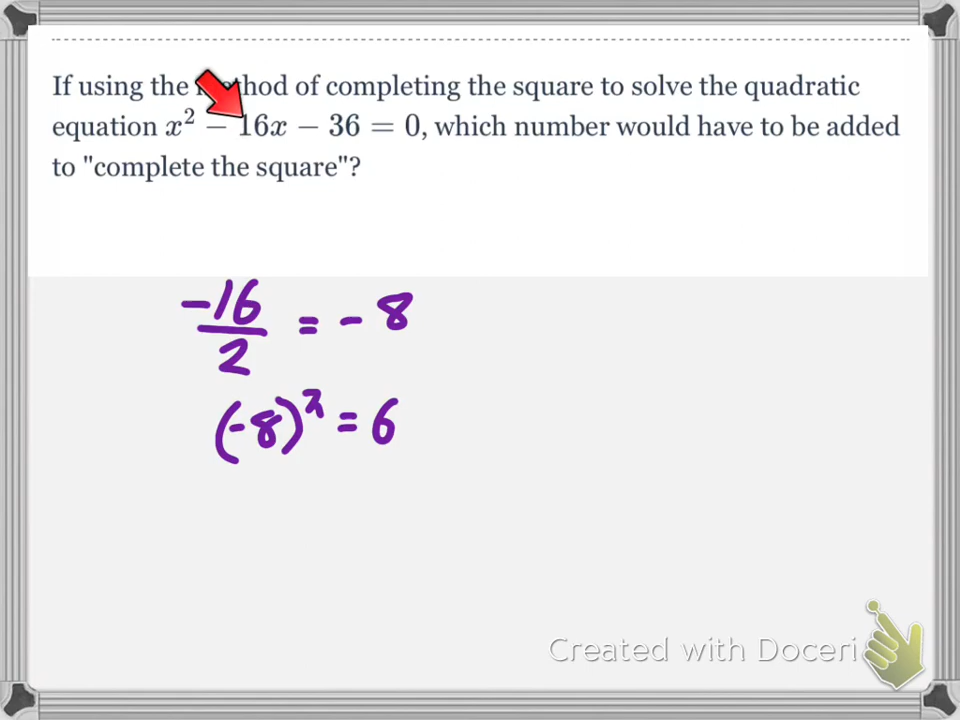 If using the method of completing the square to solve the quadratic
equation x² − 16x − 36 = 0, which number would have to be added
to "complete the square"?
-16/2 = - 8
(-8)² = 6
Created with Doceri